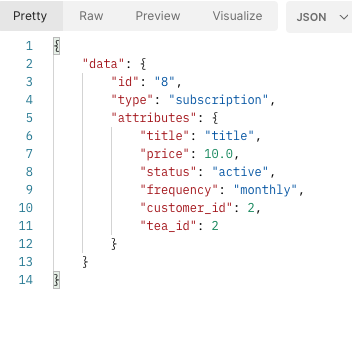 Pretty Raw Preview Visualize JSON
1 {
2 "data": {
3 "id": "8",
4 "type": "subscription",
5 "attributes": {
6 "title": "title",
7 "price": 10.0,
8 "status": "active",
9 "frequency": "monthly",
10 "customer_id": 2,
11 "tea_id": 2
12 }
13 }
14 }